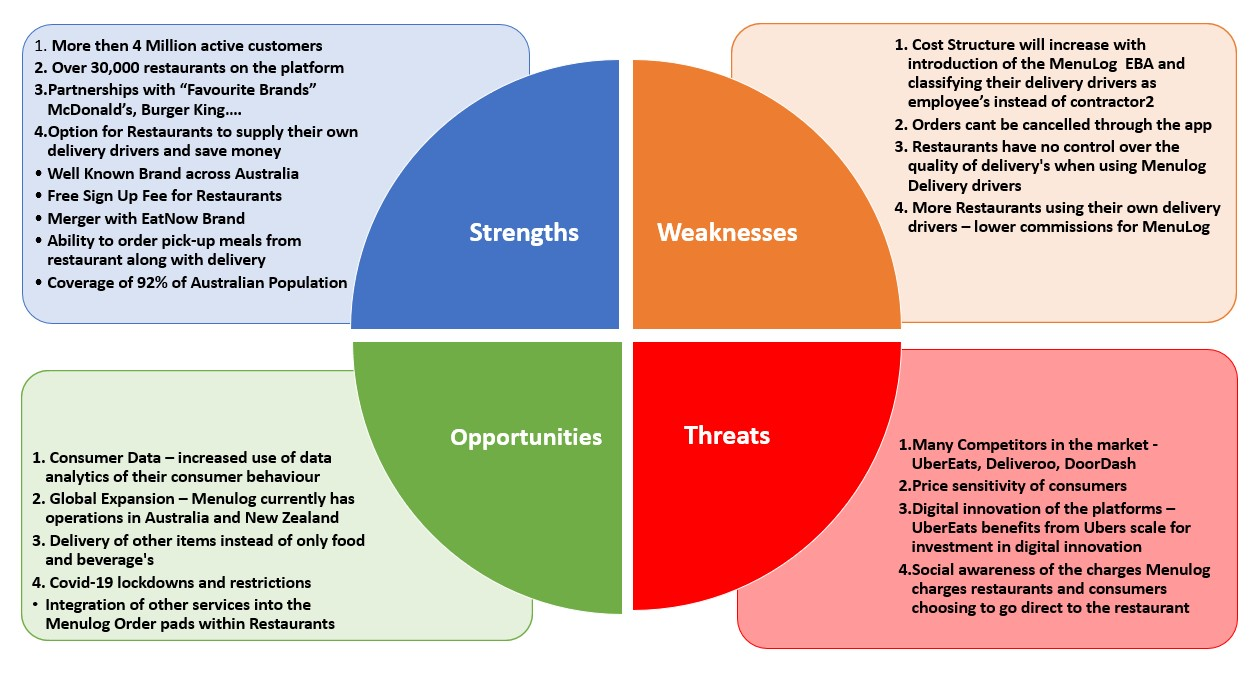 1. More then 4 Million active customers
2. Over 30,000 restaurants on the platform
3.Partnerships with “Favourite Brands”
McDonald’s, Burger King….
4.Option for Restaurants to supply their own
delivery drivers and save money
• Well Known Brand across Australia
• Free Sign Up Fee for Restaurants
• Merger with EatNow Brand
• Ability to order pick-up meals from
restaurant along with delivery
• Coverage of 92% of Australian Population
Strengths
Weaknesses
1. Cost Structure will increase with
introduction of the MenuLog  EBA and
classifying their delivery drivers as
employee’s instead of contractor2
2. Orders cant be cancelled through the app
3. Restaurants have no control over the
quality of delivery's when using Menulog
Delivery drivers
4. More Restaurants using their own delivery
drivers – lower commissions for MenuLog
1. Consumer Data – increased use of data
analytics of their consumer behaviour
2. Global Expansion – Menulog currently has
operations in Australia and New Zealand
3. Delivery of other items instead of only food
and beverage's
4. Covid-19 lockdowns and restrictions
• Integration of other services into the
Menulog Order pads within Restaurants
Opportunities
Threats
1.Many Competitors in the market -
UberEats, Deliveroo, DoorDash
2.Price sensitivity of consumers
3.Digital innovation of the platforms –
UberEats benefits from Ubers scale for
investment in digital innovation
4.Social awareness of the charges Menulog
charges restaurants and consumers
choosing to go direct to the restaurant